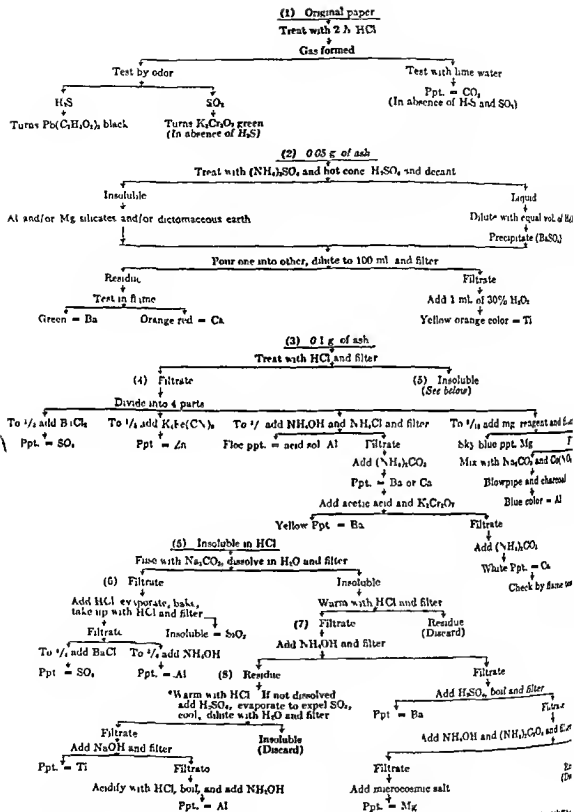 (1) Original paper
Treat with 2 N HCl
Gas formed
Test by odor
Test with lime water
H₂S
SO₂
Ppt. = CO₂
(In absence of H₂S and SO₂)
Turns Pb(C₂H₃O₂)₂ black
Turns K₂Cr₂O₇ green
(In absence of H₂S)
(2) 0.05 g of ash
Treat with (NH₄)₂SO₄ and hot conc H₂SO₄ and decant
Insoluble
Liquid
Al and/or Mg silicates and/or diatomaceous earth
Dilute with equal vol. of
Precipitate (BaSO₄)
Pour one into other, dilute to 100 ml and filter
Residue
Filtrate
Test in flame
Add 1 ml. of 30% H₂O₂
Green = Ba
Orange red = Ca
Yellow orange color = Ti
(3) 0.1 g of ash
Treat with HCl and filter
(4) Filtrate
(5) Insoluble
(See below)
Divide into 4 parts
To add BaCl₂
To add K₄Fe(CN)₆
To add NH₄OH and NH₄Cl and filter
To 1/10 add mg reagent and
Ppt. = SO₄
Ppt = Zn
Floc ppt. = acid sol Al
Filtrate
Sky blue ppt. Mg
Add (NH₄)₂CO₃
Mix with Na₂CO₃ and
Ppt. = Ba or Ca
Blowpipe and charcoal
Add acetic acid and K₂Cr₂O₇
Blue color = Al
Yellow Ppt = Ba
Filtrate
Add (NH₄)₂CO₃
White Ppt. = Ca
Check by flame test
(5) Insoluble in HCl
Fuse with Na₂CO₃, dissolve in H₂O and filter
(6) Filtrate
Insoluble
Add HCl evaporate, bake,
take up with HCl and filter
Warm with HCl and filter
Filtrate
Insoluble = SiO₂
(7) Filtrate
Residue
(Discard)
To add BaCl
To add NH₄OH
Add NH₄OH and filter
Ppt = SO₄
Ppt. = Al
(8) Residue
Filtrate
*Warm with HCl If not dissolved
add H₂SO₄, evaporate to expel SO₃,
cool, dilute with H₂O and filter
Add H₂SO₄, boil and filter
Ppt = Ba
Filtrate
Filtrate
Insoluble
(Discard)
Add NH₄OH and (NH₄)₂C₂O₄ and
Add NaOH and filter
Ppt. = Ti
Filtrate
Filtrate
Acidify with HCl, boil, and add NH₄OH
Add microcosmic salt
Ppt. = Al
Ppt. = Mg